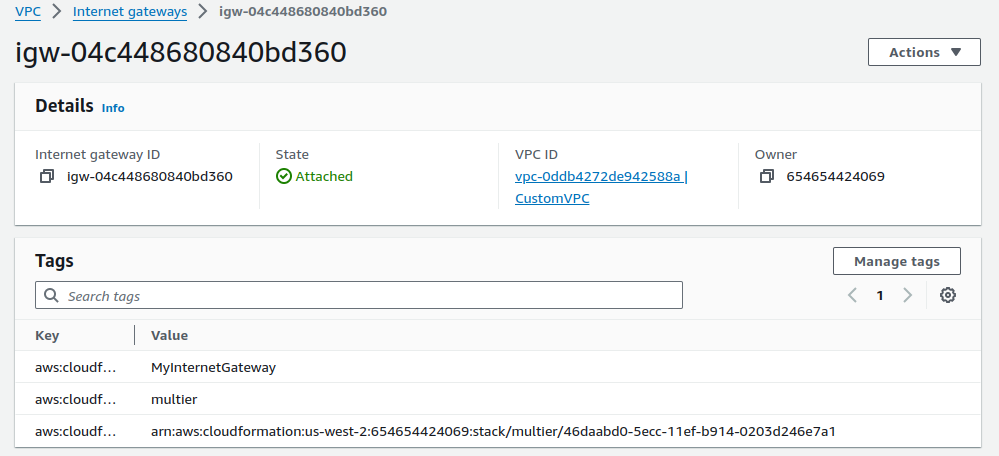 VPC > Internet gateways > igw-04c448680840bd360
igw-04c448680840bd360
Actions
Details Info
Internet gateway ID
igw-04c448680840bd360
State
Attached
VPC ID
vpc-0ddb4272de942588a |
CustomVPC
Owner
654654424069
Tags
Manage tags
Search tags
1
Key Value
aws:cloudf... MyInternetGateway
aws:cloudf... multier
aws:cloudf... arn:aws:cloudformation:us-west-2:654654424069:stack/multier/46daabd0-5ecc-11ef-b914-0203d246e7a1